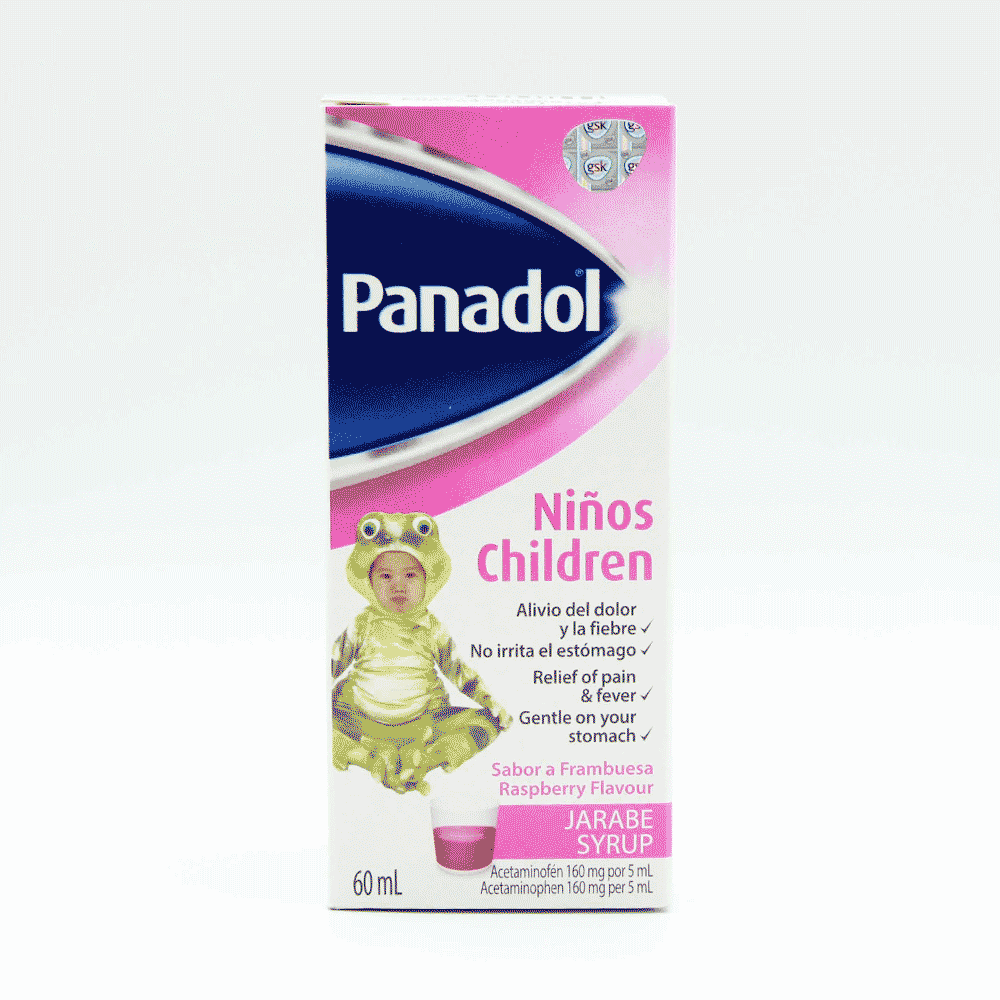 gsk
gsk
Panadol®
Niños
Children
Alivio del dolor
y la fiebre ✓
No irrita el estómago ✓
Relief of pain
& fever ✓
Gentle on your
stomach ✓
Sabor a Frambuesa
Raspberry Flavour
JARABE
SYRUP
Acetaminofén 160 mg por 5 mL
Acetaminophen 160 mg per 5 mL
60 mL